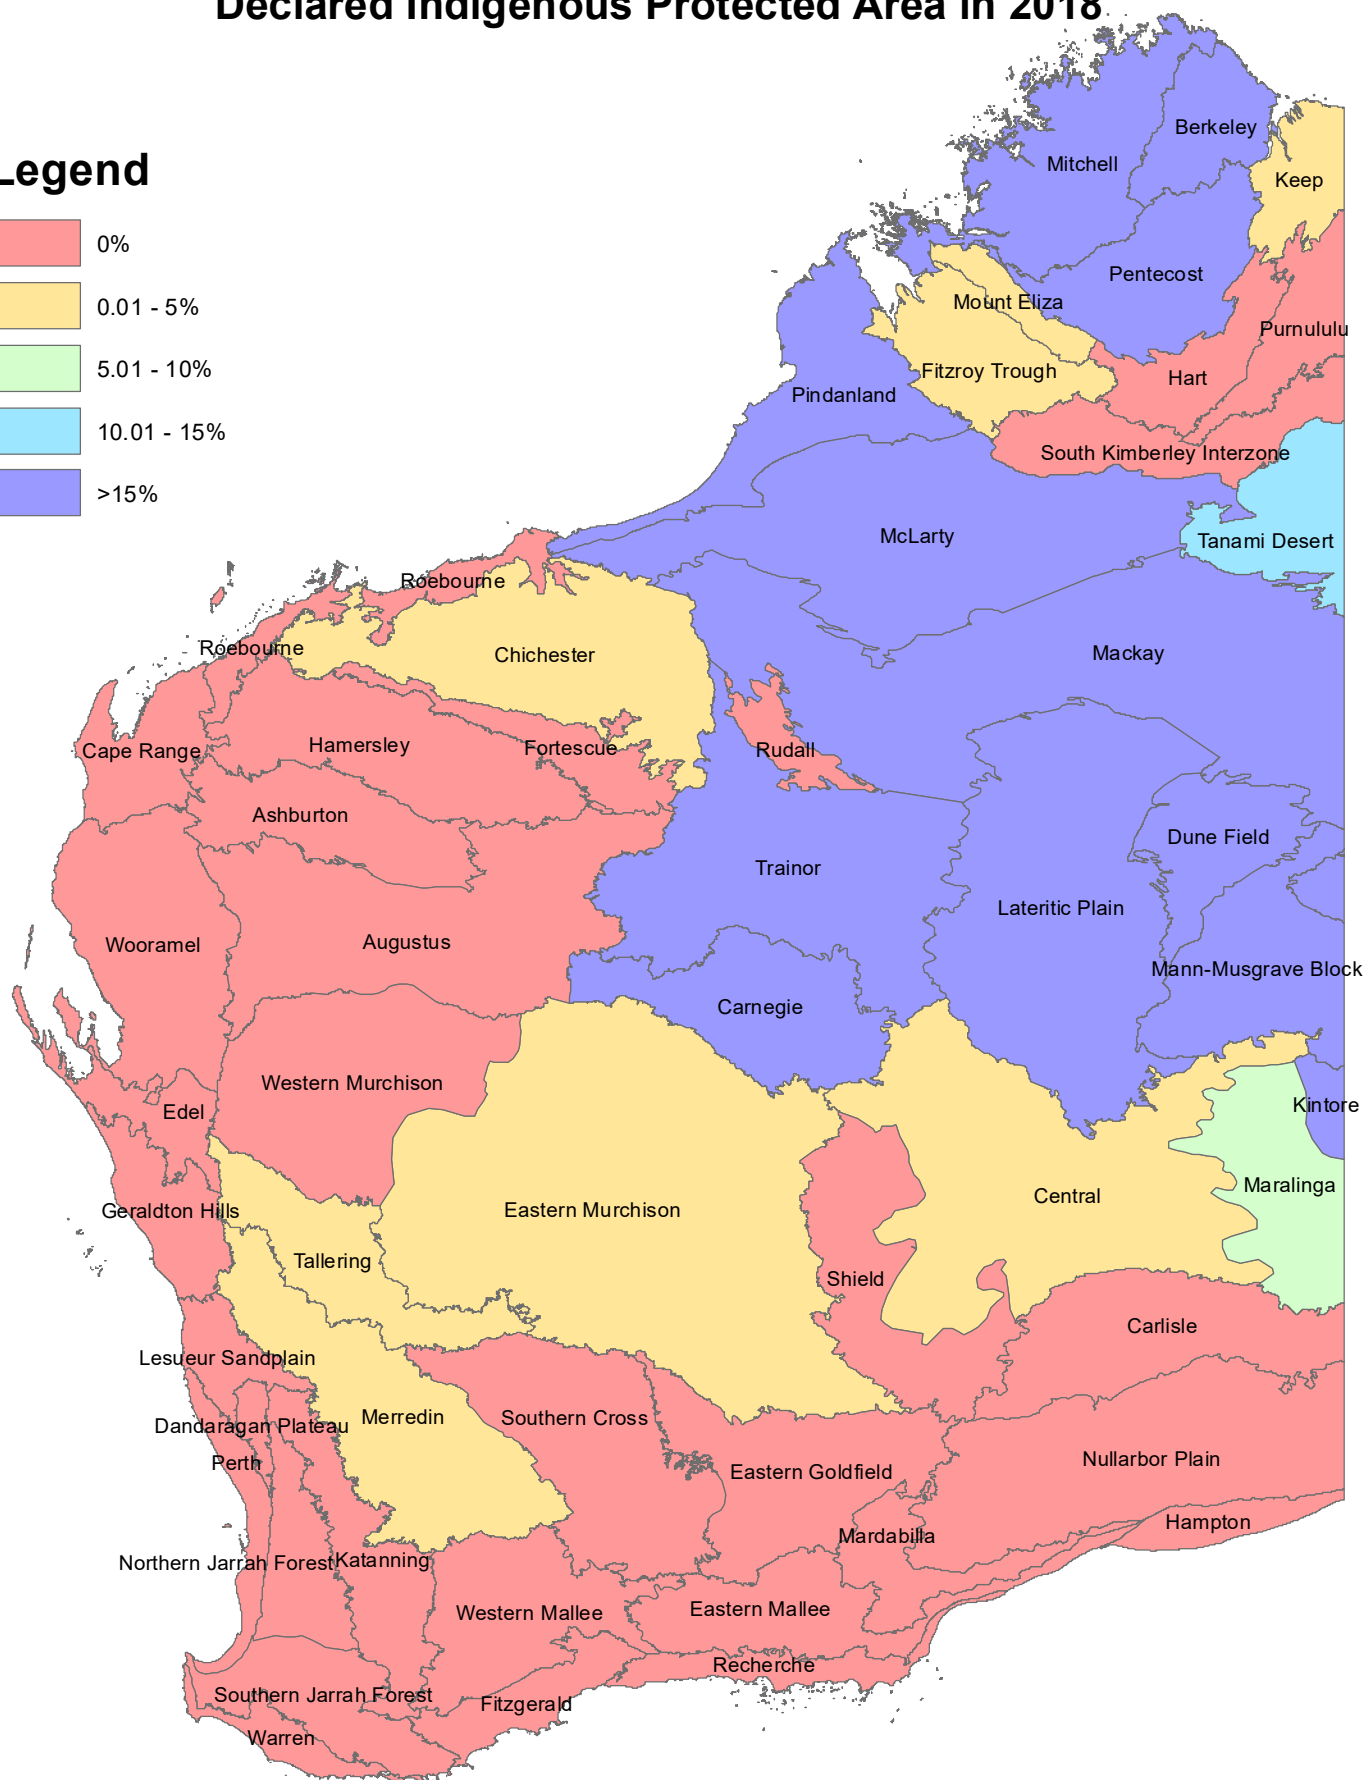 Declared Indigenous Protected Area in 2018
Legend
0%
0.01 - 5%
5.01 - 10%
10.01 - 15%
>15%
Berkeley
Mitchell
Keep
Pentecost
Mount Eliza
Purnululu
Fitzroy Trough
Hart
Pindanland
South Kimberley Interzone
McLarty
Tanami Desert
Roebourne
Roebourne
Chichester
Mackay
Cape Range
Hamersley
Fortescue
Rudall
Ashburton
Dune Field
Trainor
Lateritic Plain
Wooramel
Augustus
Mann-Musgrave Block
Carnegie
Western Murchison
Edel
Kintore
Maralinga
Central
Geraldton Hills
Eastern Murchison
Tallering
Shield
Carlisle
Lesueur Sandplain
Merredin
Southern Cross
Dandaragan Plateau
Perth
Eastern Goldfield
Nullarbor Plain
Hampton
Mardabilla
Northern Jarrah Forest
Katanning
Western Mallee
Eastern Mallee
Recherche
Southern Jarrah Forest
Fitzgerald
Warren